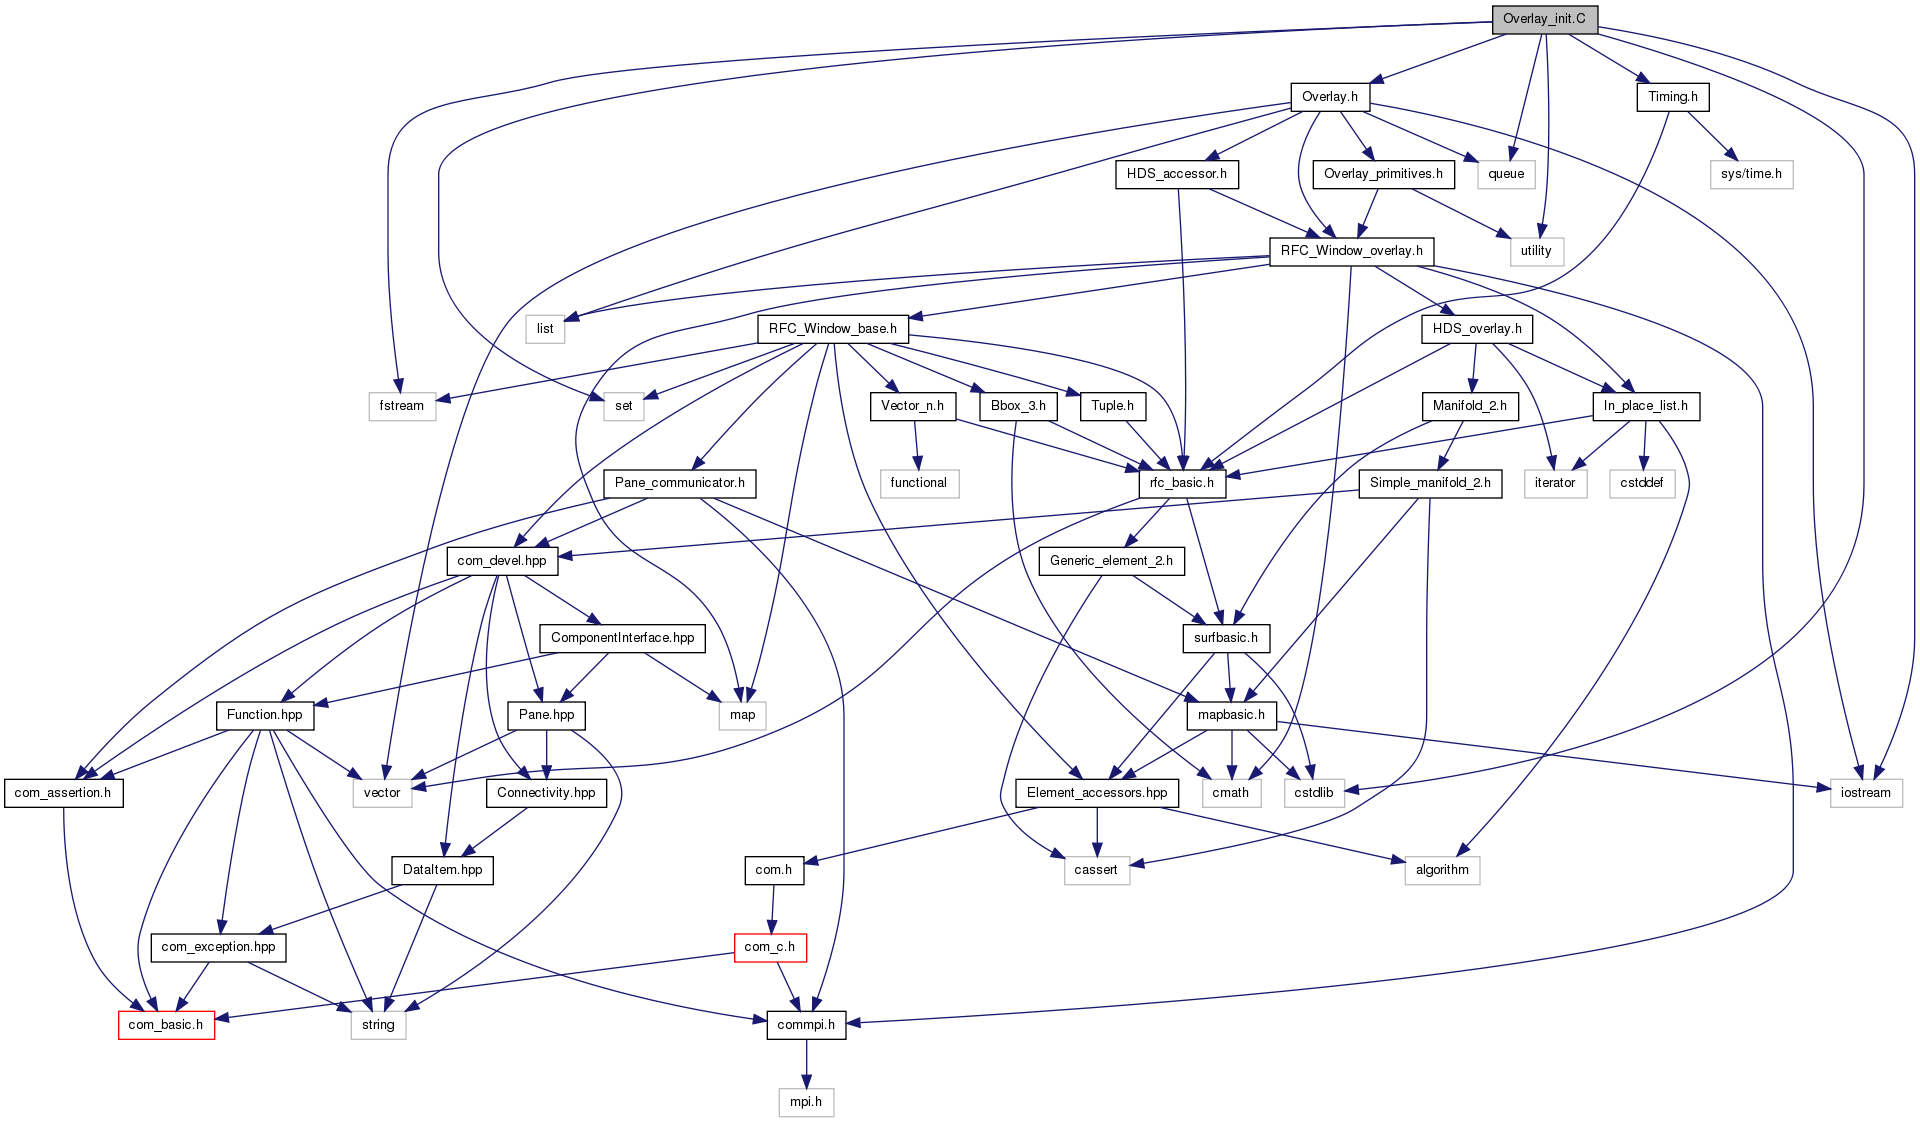 Overlay_init.C
Overlay.h
Timing.h
HDS_accessor.h
Overlay_primitives.h
queue
sys/time.h
RFC_Window_overlay.h
utility
list
RFC_Window_base.h
HDS_overlay.h
fstream
set
Vector_n.h
Bbox_3.h
Tuple.h
Manifold_2.h
In_place_list.h
Pane_communicator.h
functional
rfc_basic.h
Simple_manifold_2.h
iterator
cstddef
com_devel.hpp
Generic_element_2.h
ComponentInterface.hpp
surfbasic.h
Function.hpp
Pane.hpp
map
mapbasic.h
com_assertion.h
vector
Connectivity.hpp
Element_accessors.hpp
cmath
cstdlib
iostream
DataItem.hpp
com.h
cassert
algorithm
com_exception.hpp
com_c.h
com_basic.h
string
commpi.h
mpi.h